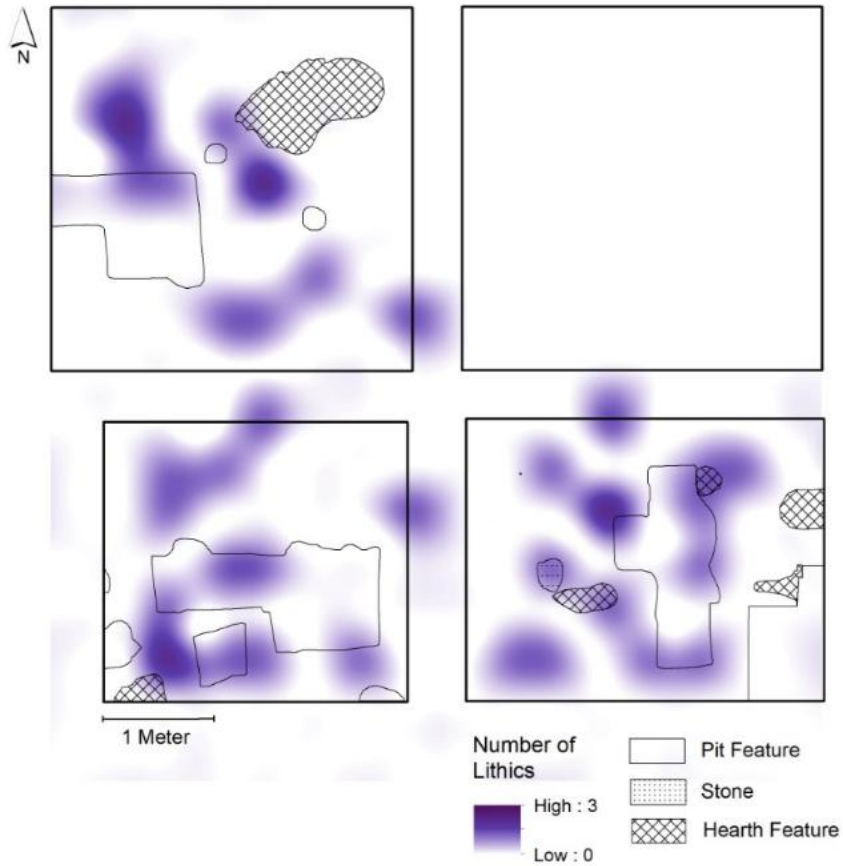 N
1 Meter
Number of
Lithics
High : 3
Low : 0
Pit Feature
Stone
Hearth Feature